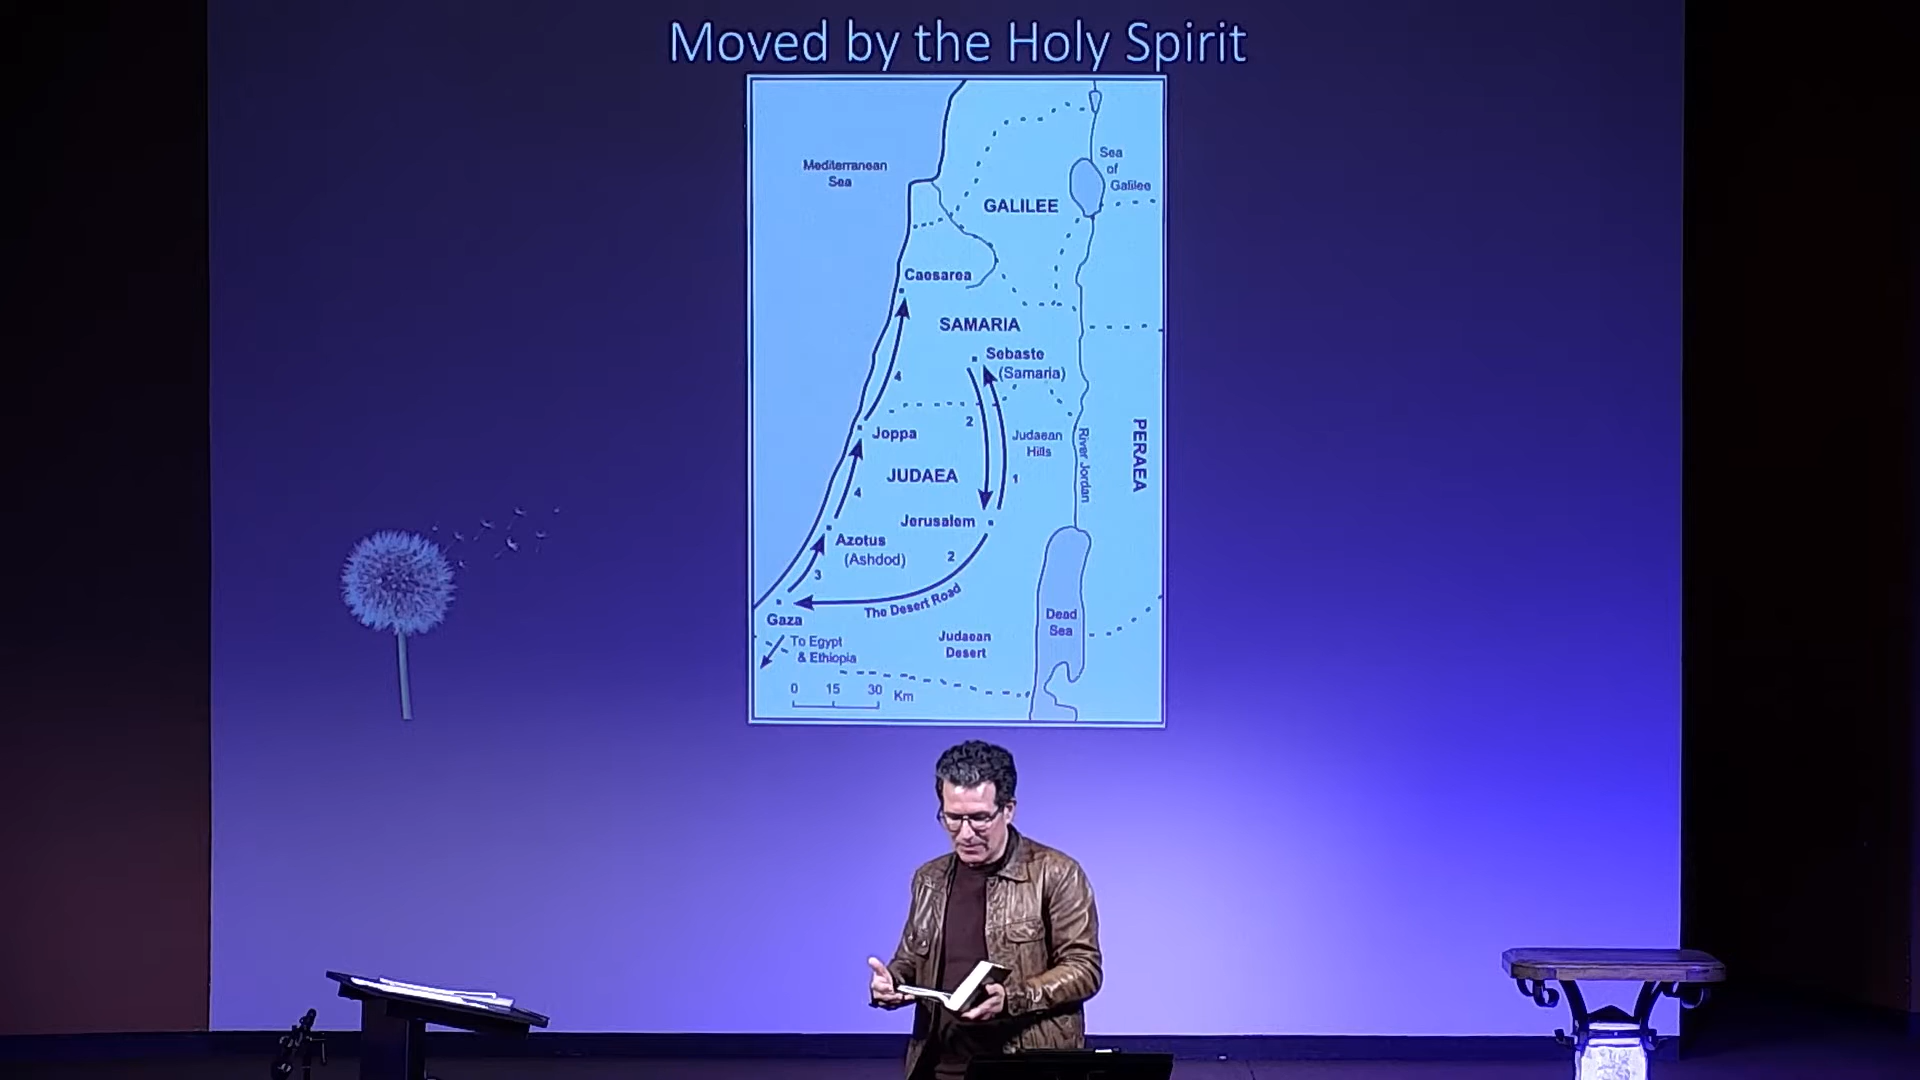 Moved by the Holy Spirit
Mediterranean
Sea
Sea
of
Galilee
GALILEE
Caesarea
SAMARIA
Sebaste
(Samaria)
4
2
Joppa
Judaean
Hills
River Jordan
PERAEA
JUDAEA
1
4
Jerusalem
Azotus
(Ashdod)
2
3
The Desert Road
Gaza
Dead
Sea
To Egypt
& Ethiopia
Judaean
Desert
0 15 30 Km